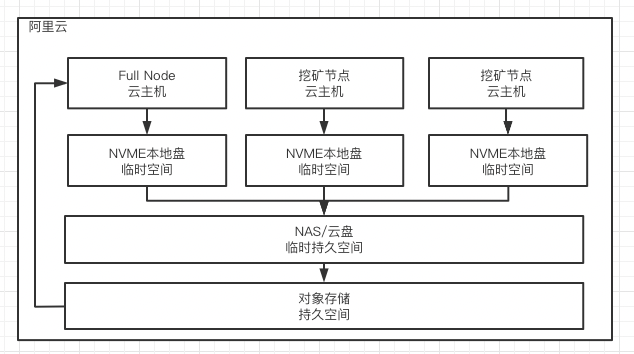 阿里云
Full Node
云主机
挖矿节点
云主机
挖矿节点
云主机
NVME本地盘
临时空间
NVME本地盘
临时空间
NVME本地盘
临时空间
NAS/云盘
临时持久空间
对象存储
持久空间